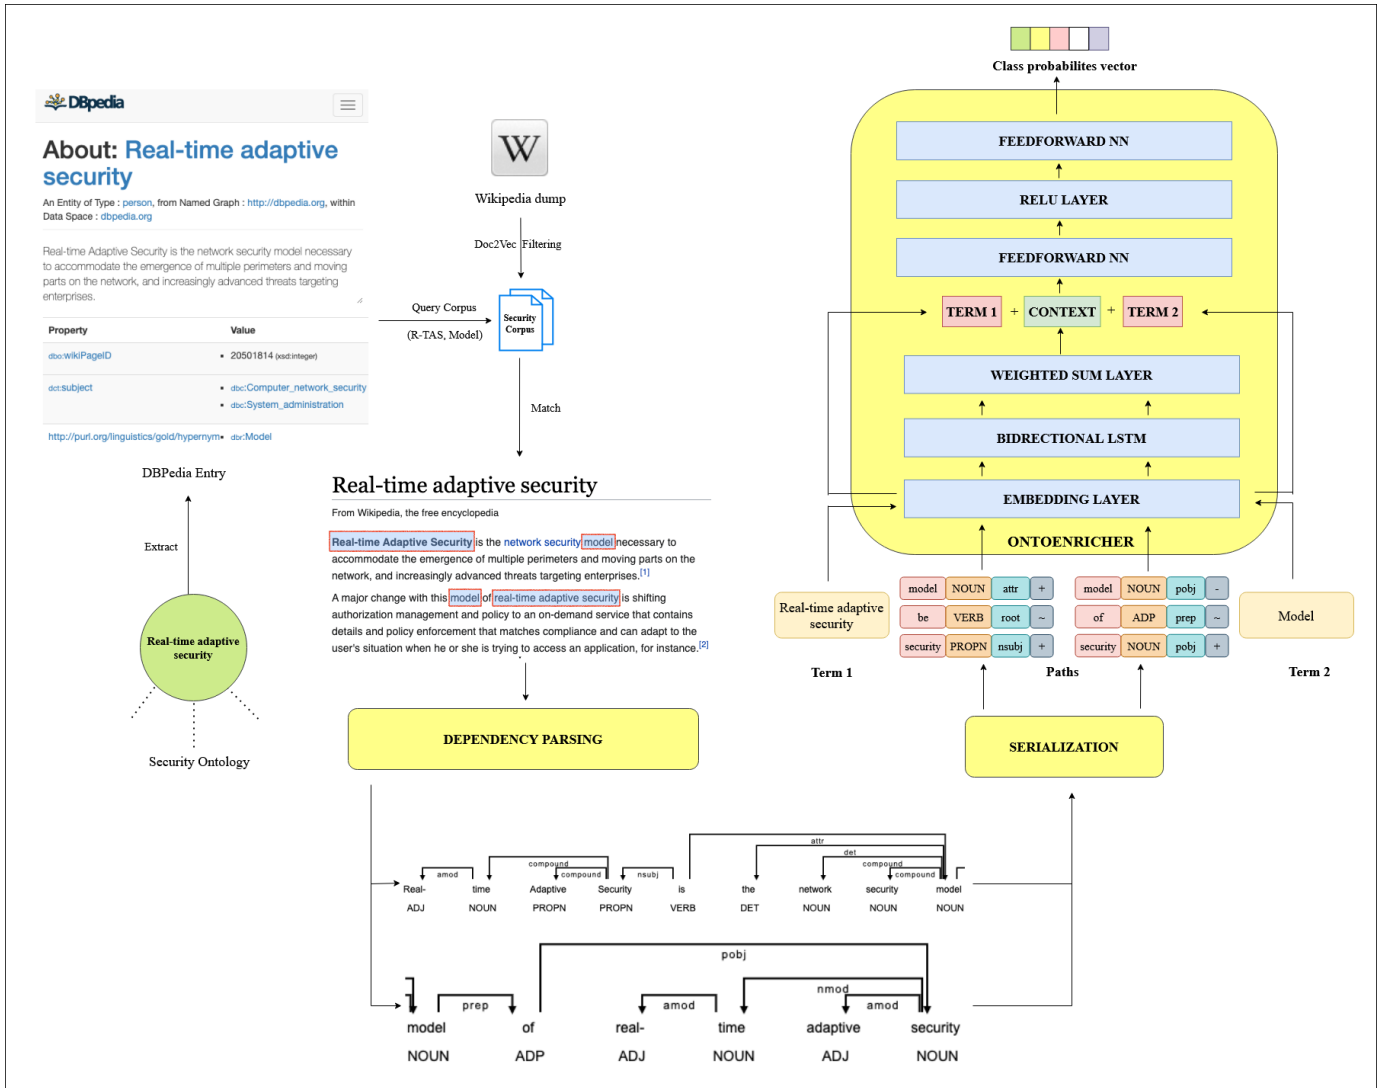 DBpedia
About: Real-time adaptive
security
An Entity of Type : person, from Named Graph : http://dbpedia.org, within
Data Space : dbpedia.org
Real-time Adaptive Security is the network security model necessary
to accommodate the emergence of multiple perimeters and moving
parts on the network, and increasingly advanced threats targeting
enterprises.
Property Value
dbo:wikiPageID • 20501814 (xsd:integer)
dct:subject • dbc:Computer_network_security
• dbc:System_administration
http://purl.org/linguistics/gold/hypernym • dbr:Model
DBPedia Entry
Extract
Real-time adaptive
security
Security Ontology
W
Wikipedia dump
Doc2Vec Filtering
Query Corpus
(R-TAS, Model)
Security
Corpus
Match
Real-time adaptive security
From Wikipedia, the free encyclopedia
Real-time Adaptive Security is the network security model necessary to
accommodate the emergence of multiple perimeters and moving parts on the
network, and increasingly advanced threats targeting enterprises.[1]
A major change with this model of real-time adaptive security is shifting
authorization management and policy to an on-demand service that contains
details and policy enforcement that matches compliance and can adapt to the
user's situation when he or she is trying to access an application, for instance.[2]
DEPENDENCY PARSING
attr
det
compound compound
amod compound nsubj compound
Real- time Adaptive Security is the network security model
ADJ NOUN PROPN PROPN VERB DET NOUN NOUN NOUN
pobj
nmod
prep amod amod
model of real- time adaptive security
NOUN ADP ADJ NOUN ADJ NOUN
Class probabilites vector
FEEDFORWARD NN
RELU LAYER
FEEDFORWARD NN
TERM 1 + CONTEXT + TERM 2
WEIGHTED SUM LAYER
BIDRECTIONAL LSTM
EMBEDDING LAYER
ONTOENRICHER
Real-time adaptive
security
Term 1
model NOUN attr +
be VERB root ~
security PROPN nsubj +
model NOUN pobj -
of ADP prep ~
security NOUN pobj +
Paths
Model
Term 2
SERIALIZATION